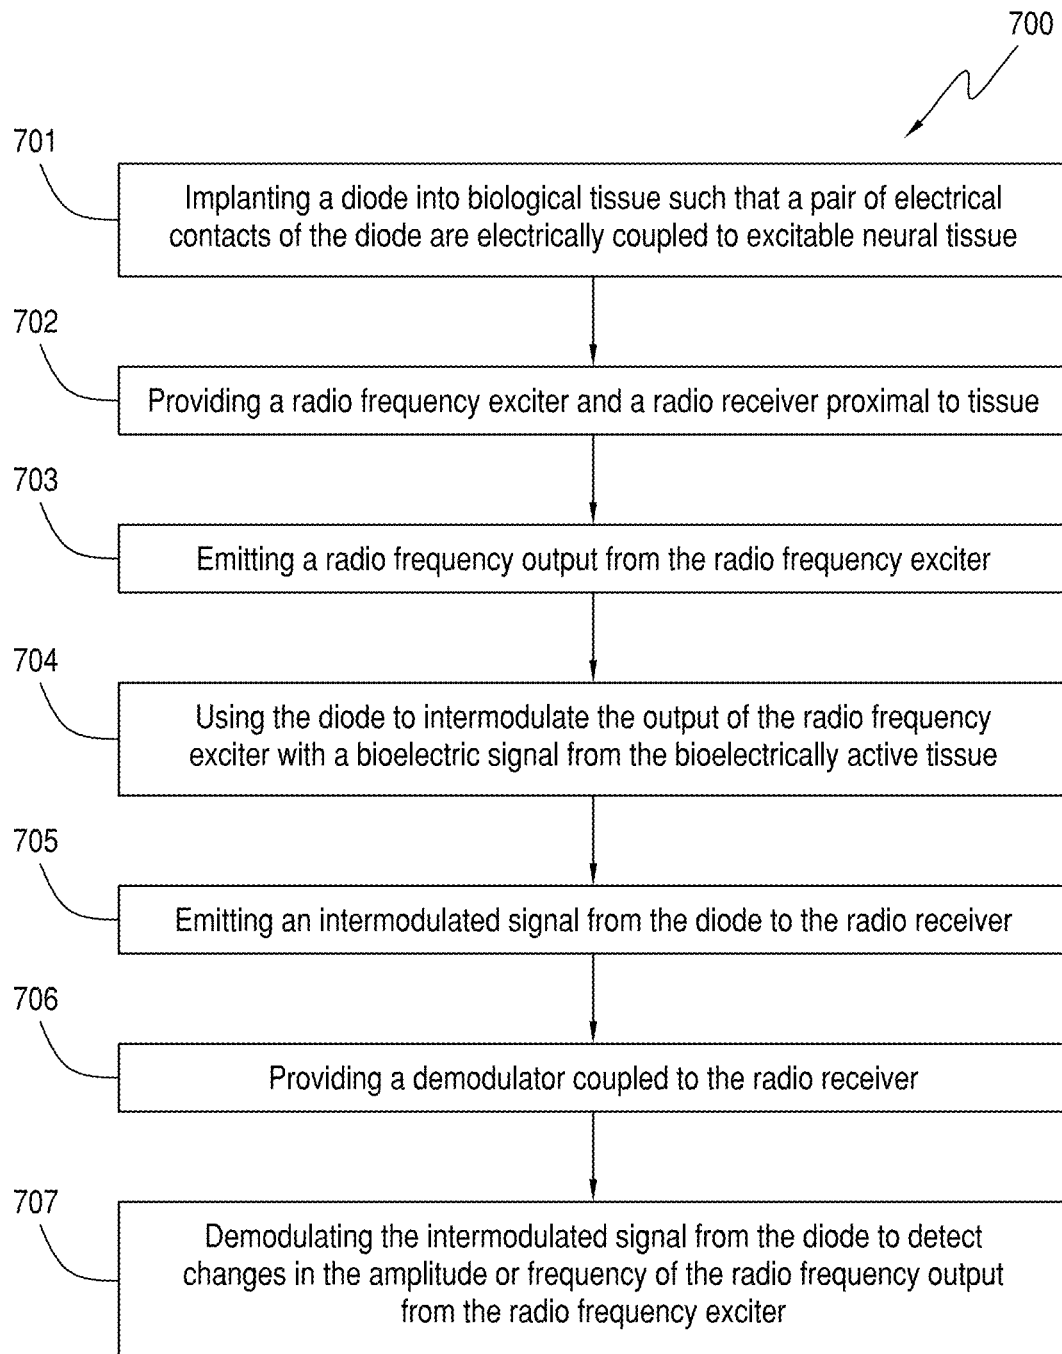 700
701
Implanting a diode into biological tissue such that a pair of electrical
contacts of the diode are electrically coupled to excitable neural tissue
702
Providing a radio frequency exciter and a radio receiver proximal to tissue
703
Emitting a radio frequency output from the radio frequency exciter
704
Using the diode to intermodulate the output of the radio frequency
exciter with a bioelectric signal from the bioelectrically active tissue
705
Emitting an intermodulated signal from the diode to the radio receiver
706
Providing a demodulator coupled to the radio receiver
707
Demodulating the intermodulated signal from the diode to detect
changes in the amplitude or frequency of the radio frequency output
from the radio frequency exciter